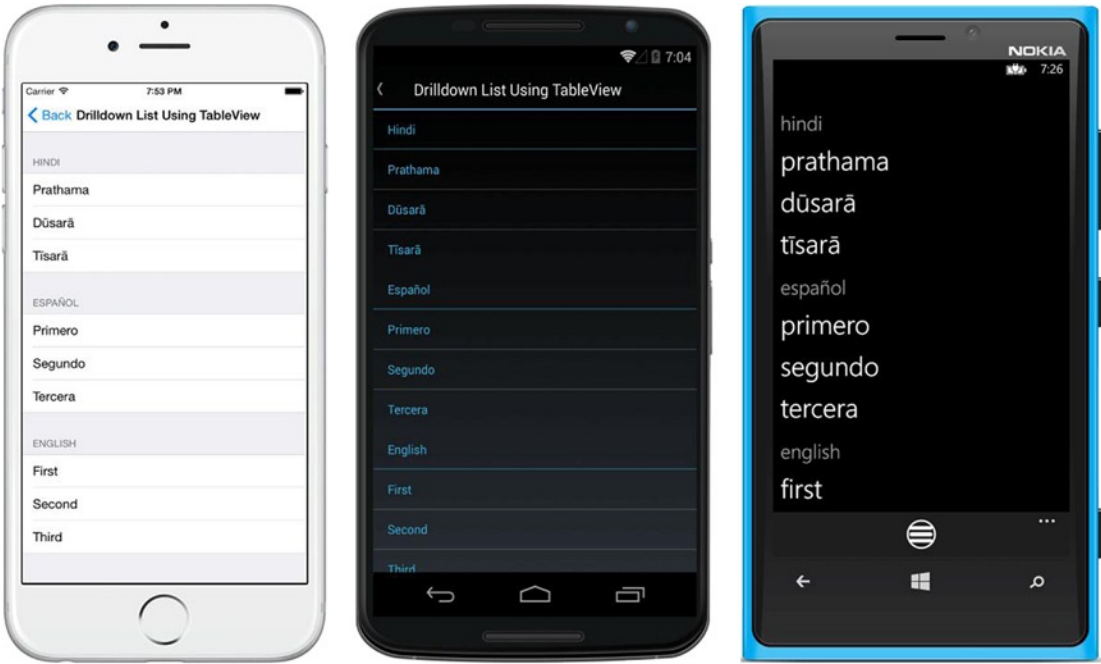 Carrier 7:53 PM
Back Drilldown List Using TableView
HINDI
Prathama
Dūsarā
Tīsarā
ESPAÑOL
Primero
Segundo
Tercera
ENGLISH
First
Second
Third
7:04
Drilldown List Using TableView
Hindi
Prathama
Dūsarā
Tīsarā
Español
Primero
Segundo
Tercera
English
First
Second
Third
NOKIA
7:26
hindi
prathama
dūsarā
tīsarā
español
primero
segundo
tercera
english
first